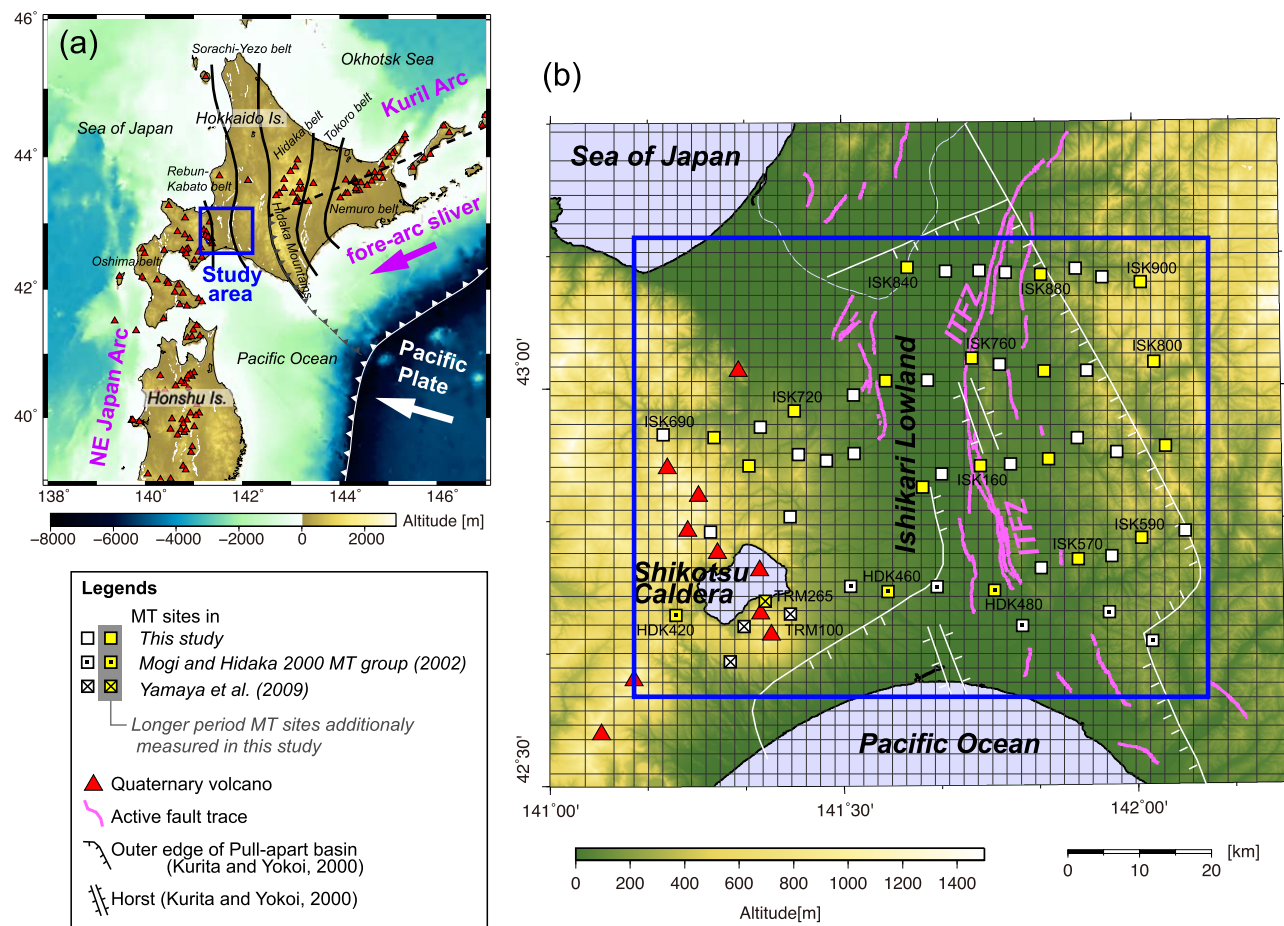 (a)
46°
44°
42°
40°
138°
140°
142°
144°
146°
Sorachi-Yezo belt
Okhotsk Sea
Kuril Arc
Hokkaido Is.
Sea of Japan
Hidaka belt
Tokoro belt
Rebun-
Kabato belt
Nemuro belt
Hidaka Mountains
fore-arc sliver
Oshima belt
Study
area
Pacific Ocean
Pacific
Plate
NE Japan Arc
Honshu Is.
Altitude [m]
−8000 −6000 −4000 −2000 0 2000
Legends
MT sites in
This study
Mogi and Hidaka 2000 MT group (2002)
Yamaya et al. (2009)
Longer period MT sites additionaly
measured in this study
Quaternary volcano
Active fault trace
Outer edge of Pull-apart basin
(Kurita and Yokoi, 2000)
Horst (Kurita and Yokoi, 2000)
(b)
Sea of Japan
ISK840
ISK880
ISK900
ITFZ
ISK760
ISK800
43°00'
Ishikari Lowland
ISK720
ISK690
ISK160
ITFZ
ISK590
ISK570
Shikotsu
Caldera
HDK460
TRM265
HDK480
HDK420
TRM100
Pacific Ocean
42°30'
141°00'
141°30'
142°00'
0 200 400 600 800 1000 1200 1400
Altitude[m]
[km]
0 10 20